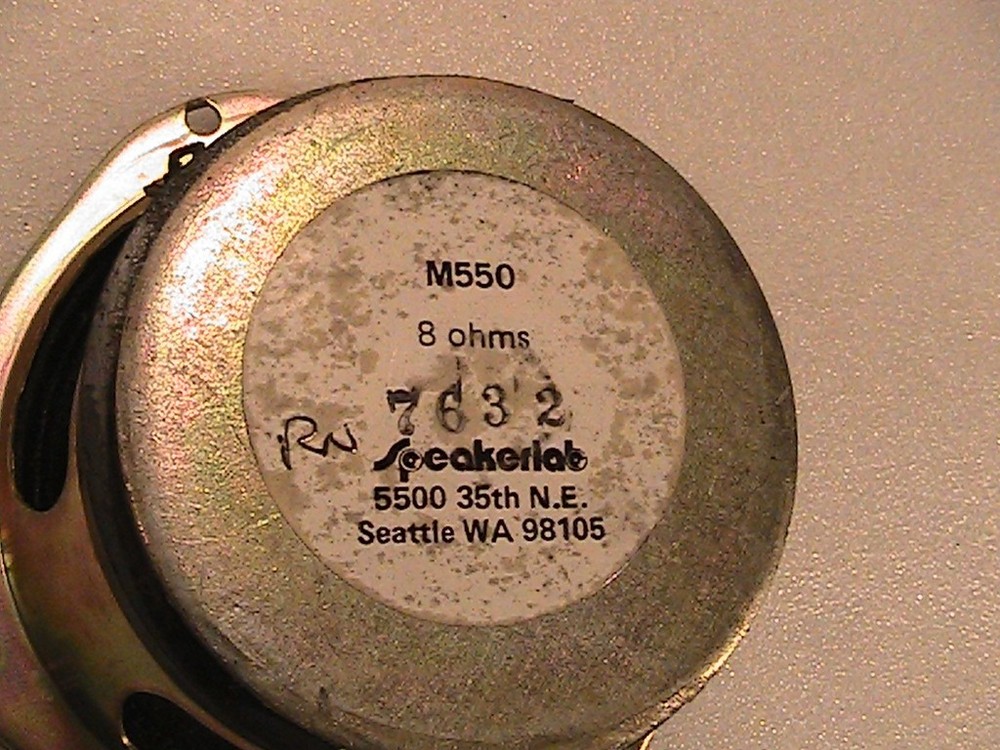 M550
8 ohms
7632
RN
Speakerlab
5500 35th N.E.
Seattle WA 98105